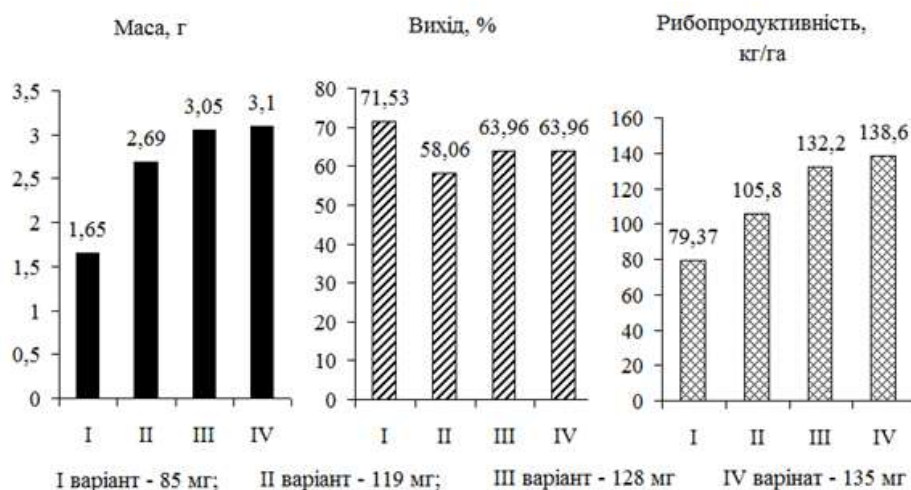 Маса, г
3,5
3
2,5
2
1,5
1
0,5
0
1,65
2,69
3,05
3,1
I
II
III
IV
Вихід, %
80
70
60
50
40
30
20
10
0
71,53
58,06
63,96
63,96
I
II
III
IV
Рибопродуктивність,
кг/га
160
140
120
100
80
60
40
20
0
79,37
105,8
132,2
138,6
I
II
III
IV
I варіант - 85 мг; II варіант - 119 мг; III варіант - 128 мг IV варінат - 135 мг